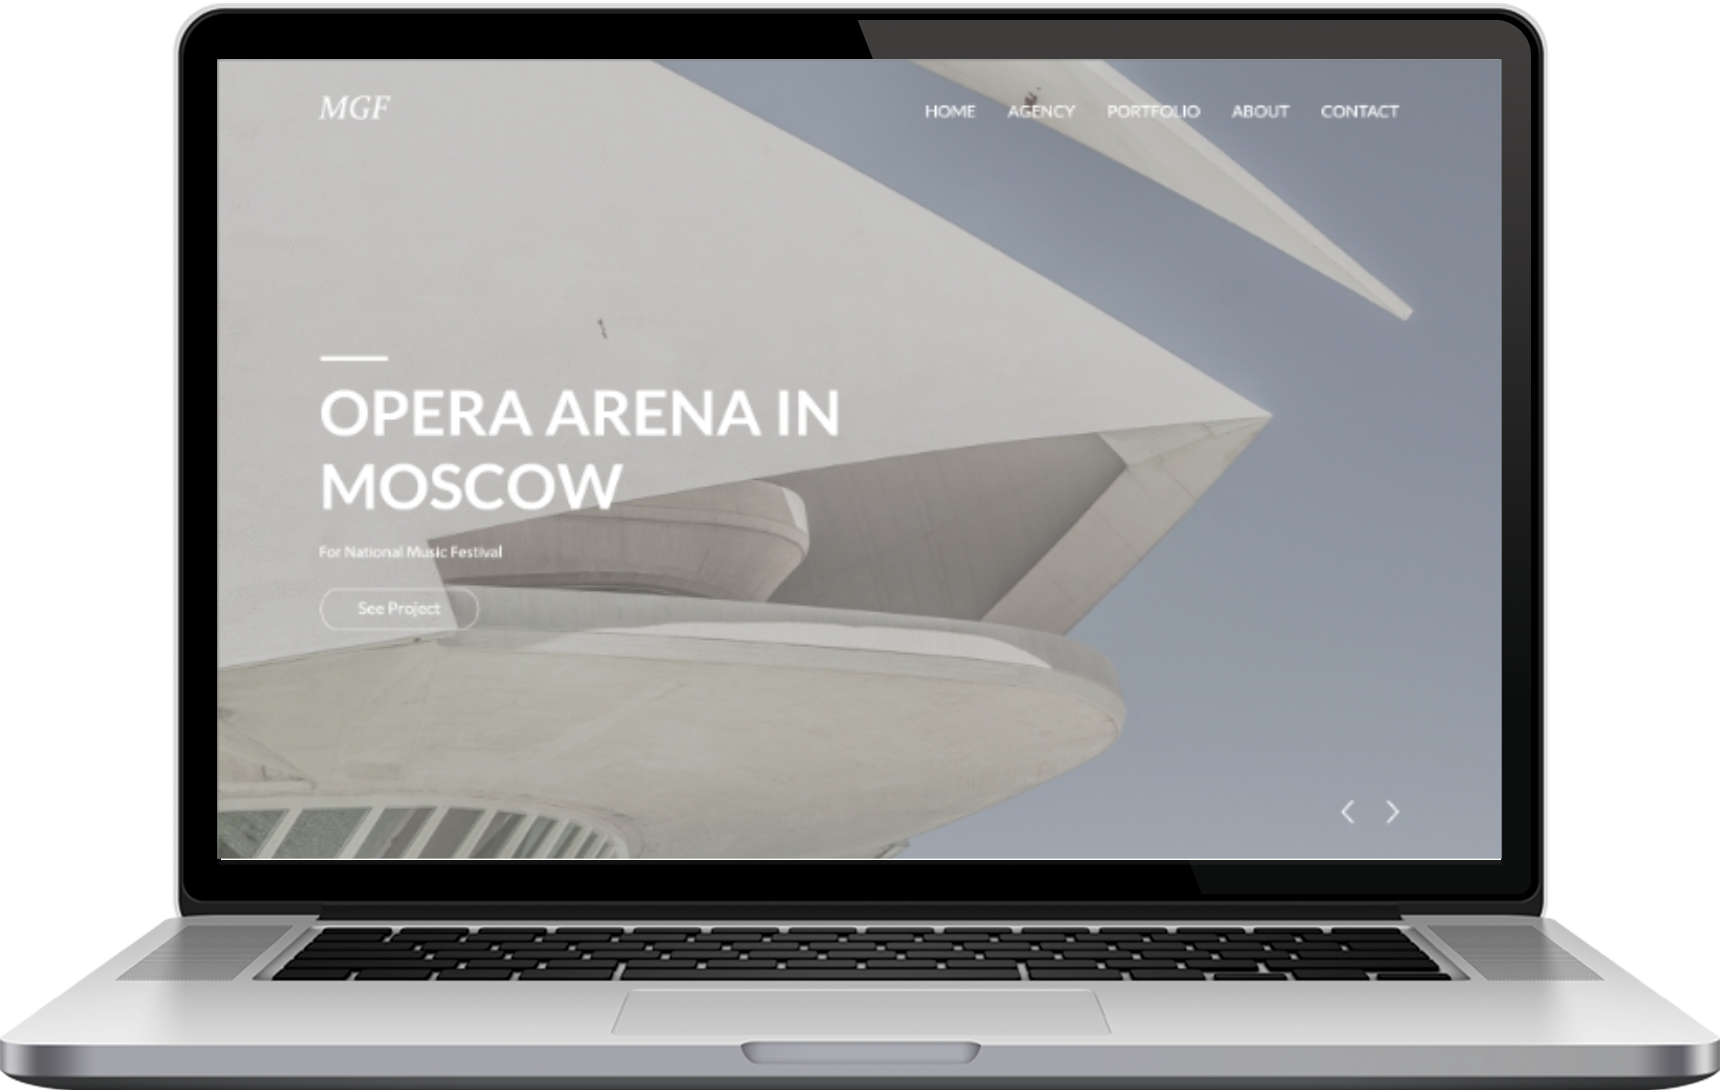 MGF
HOME AGENCY PORTFOLIO ABOUT CONTACT
OPERA ARENA IN
MOSCOW
For National Music Festival
See Project